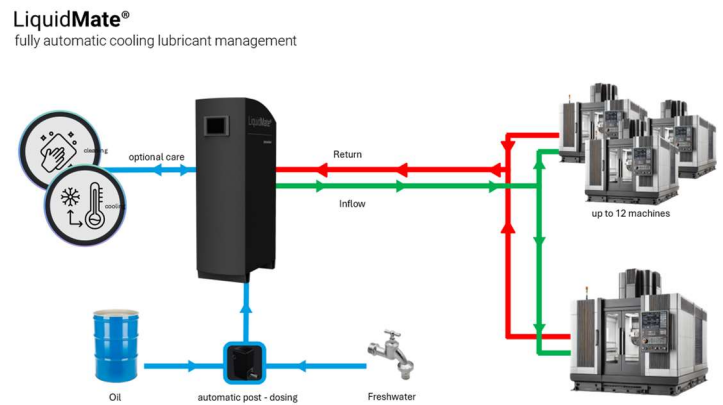 LiquidMate®
fully automatic cooling lubricant management
cleaning
optional care
LiquidMate®
Return
cooling
Inflow
up to 12 machines
Oil
automatic post - dosing
Freshwater